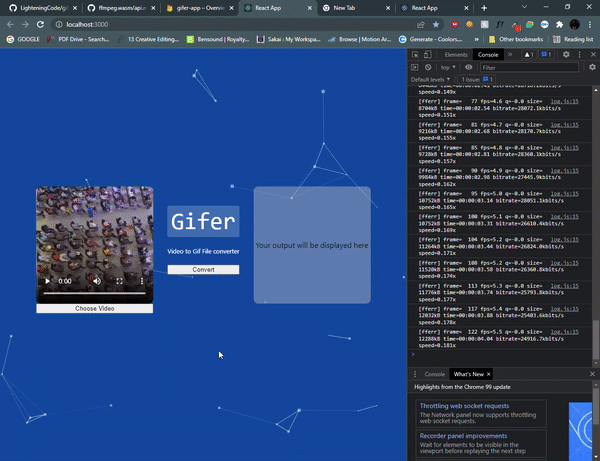 LighteningCode/gi
ffmpeg.wasm/api.m
gifer-app – Overvie
React App
New Tab
React App
localhost:3000
GOOGLE
PDF Drive - Search...
13 Creative Editing...
Bensound | Royalty...
Sakai : My Workspa...
Browse | Motion Ar...
Generate - Coolors...
Other bookmarks
Reading list
Elements
Console
1
1
top
Filter
Default levels
1 Issue:
1
speed=0.149x
[fferr] frame= 77 fps=4.6 q=-0.0 size= log.js:15
8704kB time=00:00:02.54 bitrate=28072.1kbits/s
speed=0.151x
[fferr] frame= 81 fps=4.7 q=-0.0 size= log.js:15
9216kB time=00:00:02.68 bitrate=28170.7kbits/s
speed=0.155x
[fferr] frame= 85 fps=4.8 q=-0.0 size= log.js:15
9728kB time=00:00:02.81 bitrate=28360.1kbits/s
speed=0.157x
[fferr] frame= 90 fps=4.9 q=-0.0 size= log.js:15
9984kB time=00:00:02.98 bitrate=27445.9kbits/s
speed=0.162x
[fferr] frame= 95 fps=5.0 q=-0.0 size= log.js:15
10752kB time=00:00:03.14 bitrate=28051.1kbits/s
speed=0.165x
[fferr] frame= 100 fps=5.1 q=-0.0 size= log.js:15
10752kB time=00:00:03.31 bitrate=26610.4kbits/s
speed=0.169x
[fferr] frame= 104 fps=5.2 q=-0.0 size= log.js:15
11264kB time=00:00:03.44 bitrate=26824.0kbits/s
speed=0.171x
[fferr] frame= 108 fps=5.2 q=-0.0 size= log.js:15
11520kB time=00:00:03.58 bitrate=26360.8kbits/s
speed=0.174x
[fferr] frame= 113 fps=5.3 q=-0.0 size= log.js:15
11776kB time=00:00:03.74 bitrate=25793.8kbits/s
speed=0.177x
[fferr] frame= 117 fps=5.4 q=-0.0 size= log.js:15
12032kB time=00:00:03.88 bitrate=25403.6kbits/s
speed=0.178x
[fferr] frame= 122 fps=5.5 q=-0.0 size= log.js:15
12288kB time=00:00:04.04 bitrate=24916.7kbits/s
speed=0.181x
Gifer
Video to Gif File converter
Convert
0:00
Choose Video
Your output will be displayed here
Console
What's New
Highlights from the Chrome 99 update
Throttling web socket requests
The Network panel now supports throttling
web socket requests.
Recorder panel improvements
Wait for elements to be visible in the
viewport before replaying the next step